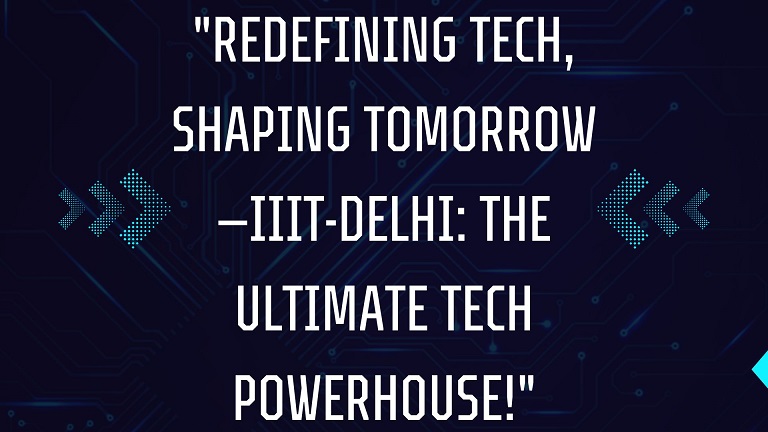 "REDEFINING TECH,
SHAPING TOMORROW
—IIIT-DELHI: THE
ULTIMATE TECH
POWERHOUSE!"